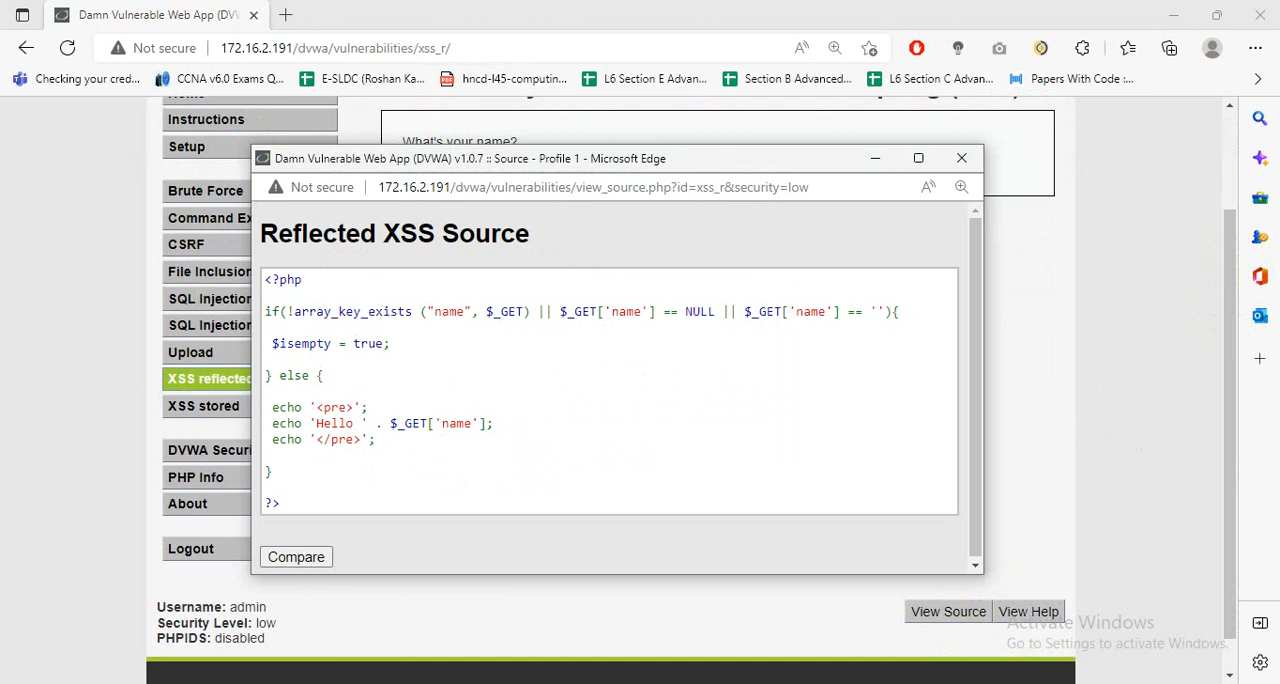 Damn Vulnerable Web App (DV
Not secure 172.16.2.191/dvwa/vulnerabilities/xss_r/
Checking your cred...
CCNA v6.0 Exams Q...
E-SLDC (Roshan Ka...
hncd-l45-computin...
L6 Section E Advan...
Section B Advanced...
L6 Section C Advan...
Papers With Code :...
Instructions
What's your name?
Setup
Damn Vulnerable Web App (DVWA) v1.0.7 :: Source - Profile 1 - Microsoft Edge
Not secure 172.16.2.191/dvwa/vulnerabilities/view_source.php?id=xss_r&security=low
Brute Force
Command Ex
CSRF
File Inclusion
SQL Injection
SQL Injection
Upload
XSS reflected
XSS stored
DVWA Securi
PHP Info
About
Logout
Reflected XSS Source
<?php
if(!array_key_exists ("name", $_GET) || $_GET['name'] == NULL || $_GET['name'] == ''){
$isempty = true;
} else {
echo '<pre>';
echo 'Hello ' . $_GET['name'];
echo '</pre>';
}
?>
Compare
Username: admin
Security Level: low
PHPIDS: disabled
View Source View Help
Activate Windows
Go to Settings to activate Windows.